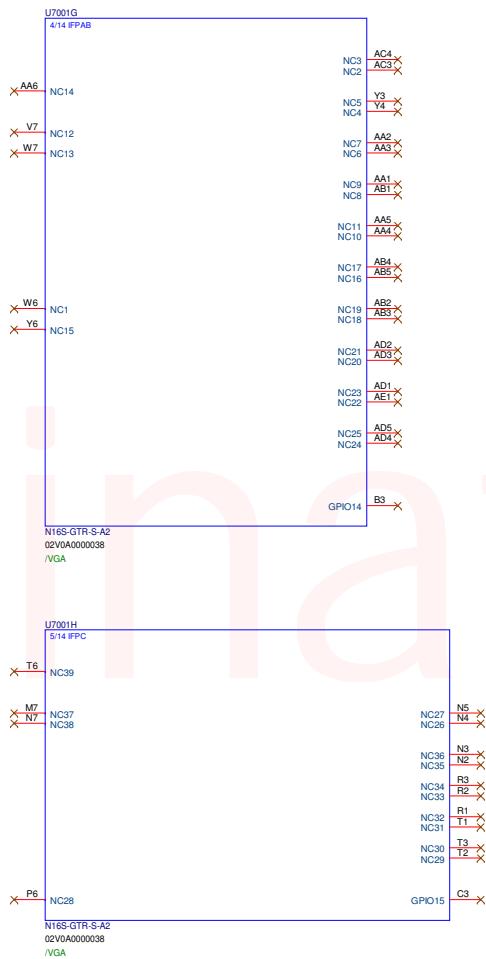 U7001G
4/14 IFPAB
NC3 AC4
NC2 AC3
AA6 NC14
NC5 Y3
NC4 Y4
V7 NC12
NC7 AA2
W7 NC13
NC6 AA3
NC9 AA1
NC8 AB1
NC11 AA5
NC10 AA4
NC17 AB4
NC16 AB5
W6 NC1
NC19 AB2
NC18 AB3
Y6 NC15
NC21 AD2
NC20 AD3
NC23 AD1
NC22 AE1
NC25 AD5
NC24 AD4
GPIO14 B3
N16S-GTR-S-A2
02V0A0000038
/VGA
U7001H
5/14 IFPC
T6 NC39
M7 NC37
NC27 N5
N7 NC38
NC26 N4
NC36 N3
NC35 N2
NC34 R3
NC33 R2
NC32 R1
NC31 T1
NC30 T3
NC29 T2
P6 NC28
GPIO15 C3
N16S-GTR-S-A2
02V0A0000038
/VGA
ina